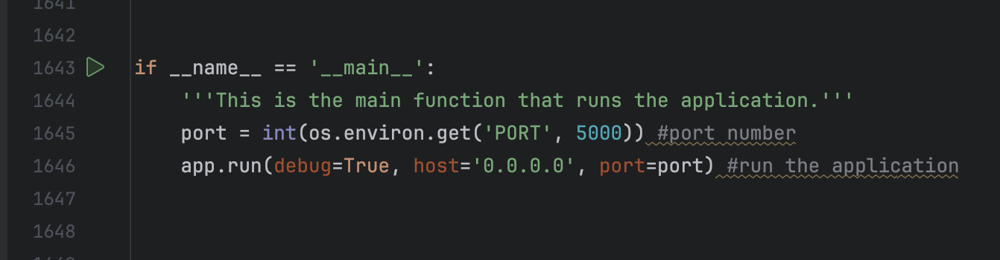 1641
1642
1643 if __name__ == '__main__':
1644 '''This is the main function that runs the application.'''
1645 port = int(os.environ.get('PORT', 5000)) #port number
1646 app.run(debug=True, host='0.0.0.0', port=port) #run the application
1647
1648
1649